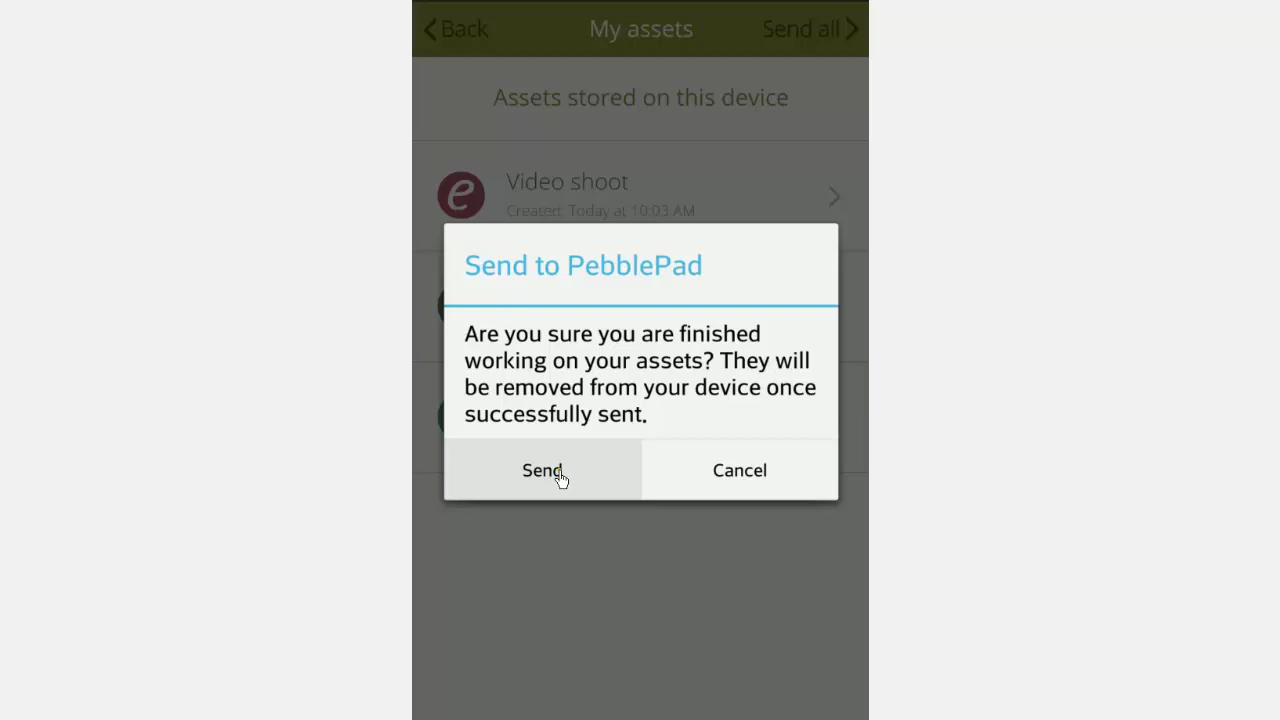 Back My assets Send all
Assets stored on this device
e Video shoot
Created: Today at 10:03 AM
Send to PebblePad
Are you sure you are finished
working on your assets? They will
be removed from your device once
successfully sent.
Send Cancel